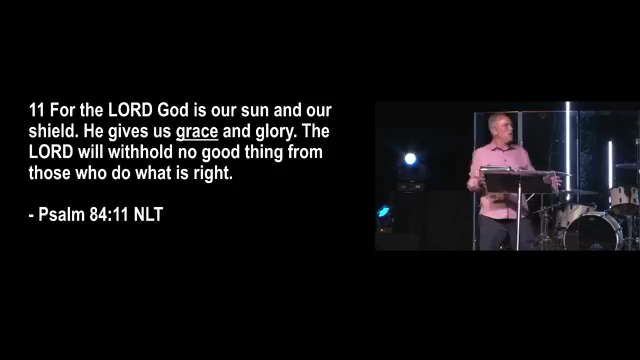 11 For the LORD God is our sun and our
shield. He gives us grace and glory. The
LORD will withhold no good thing from
those who do what is right.
- Psalm 84:11 NLT